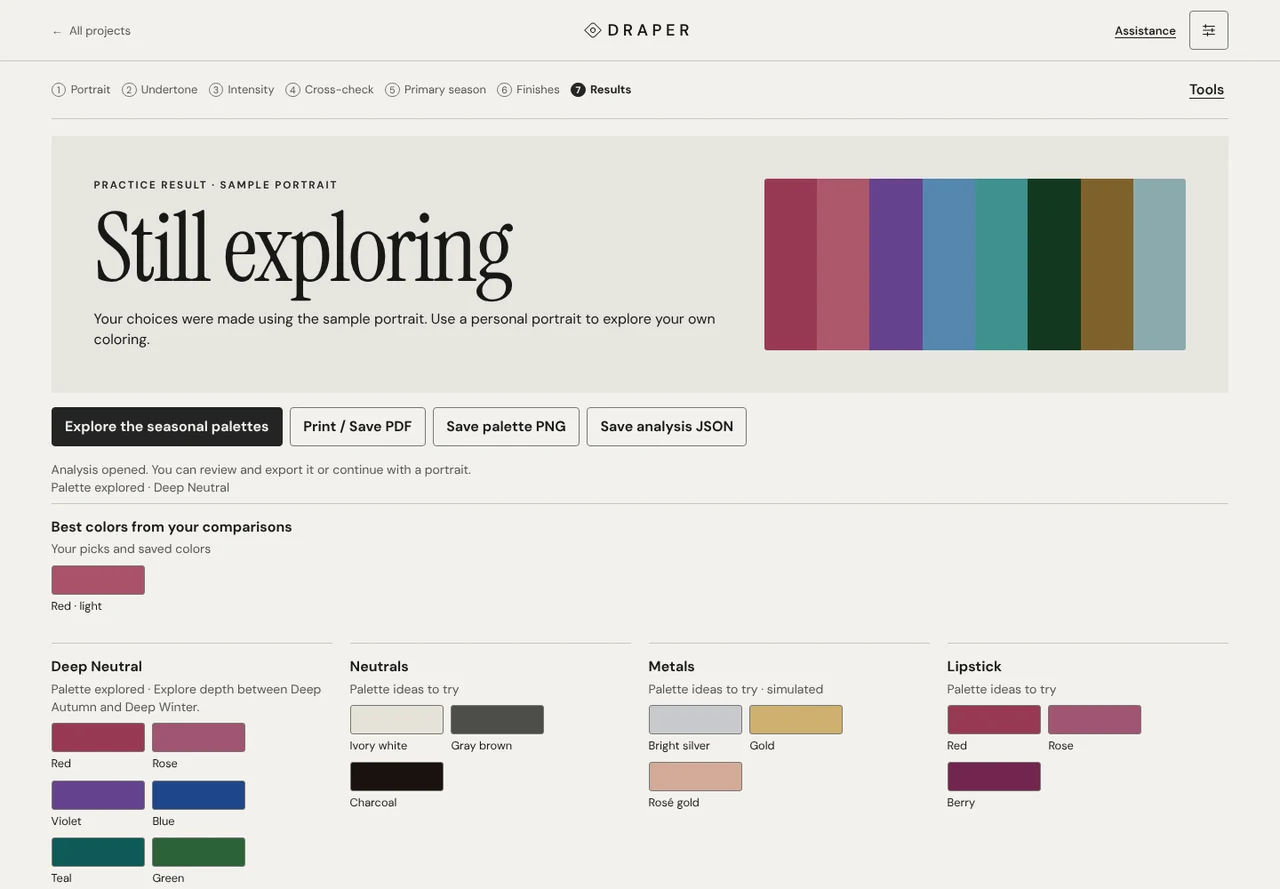 ← All projects
DRAPER
Assistance
1 Portrait 2 Undertone 3 Intensity 4 Cross-check 5 Primary season 6 Finishes 7 Results
Tools
PRACTICE RESULT · SAMPLE PORTRAIT
Still exploring
Your choices were made using the sample portrait. Use a personal portrait to explore your own
coloring.
Explore the seasonal palettes
Print / Save PDF
Save palette PNG
Save analysis JSON
Analysis opened. You can review and export it or continue with a portrait.
Palette explored · Deep Neutral
Best colors from your comparisons
Your picks and saved colors
Red · light
Deep Neutral
Palette explored · Explore depth between Deep
Autumn and Deep Winter.
Red Rose
Violet Blue
Teal Green
Neutrals
Palette ideas to try
Ivory white Gray brown
Charcoal
Metals
Palette ideas to try · simulated
Bright silver Gold
Rosé gold
Lipstick
Palette ideas to try
Red Rose
Berry